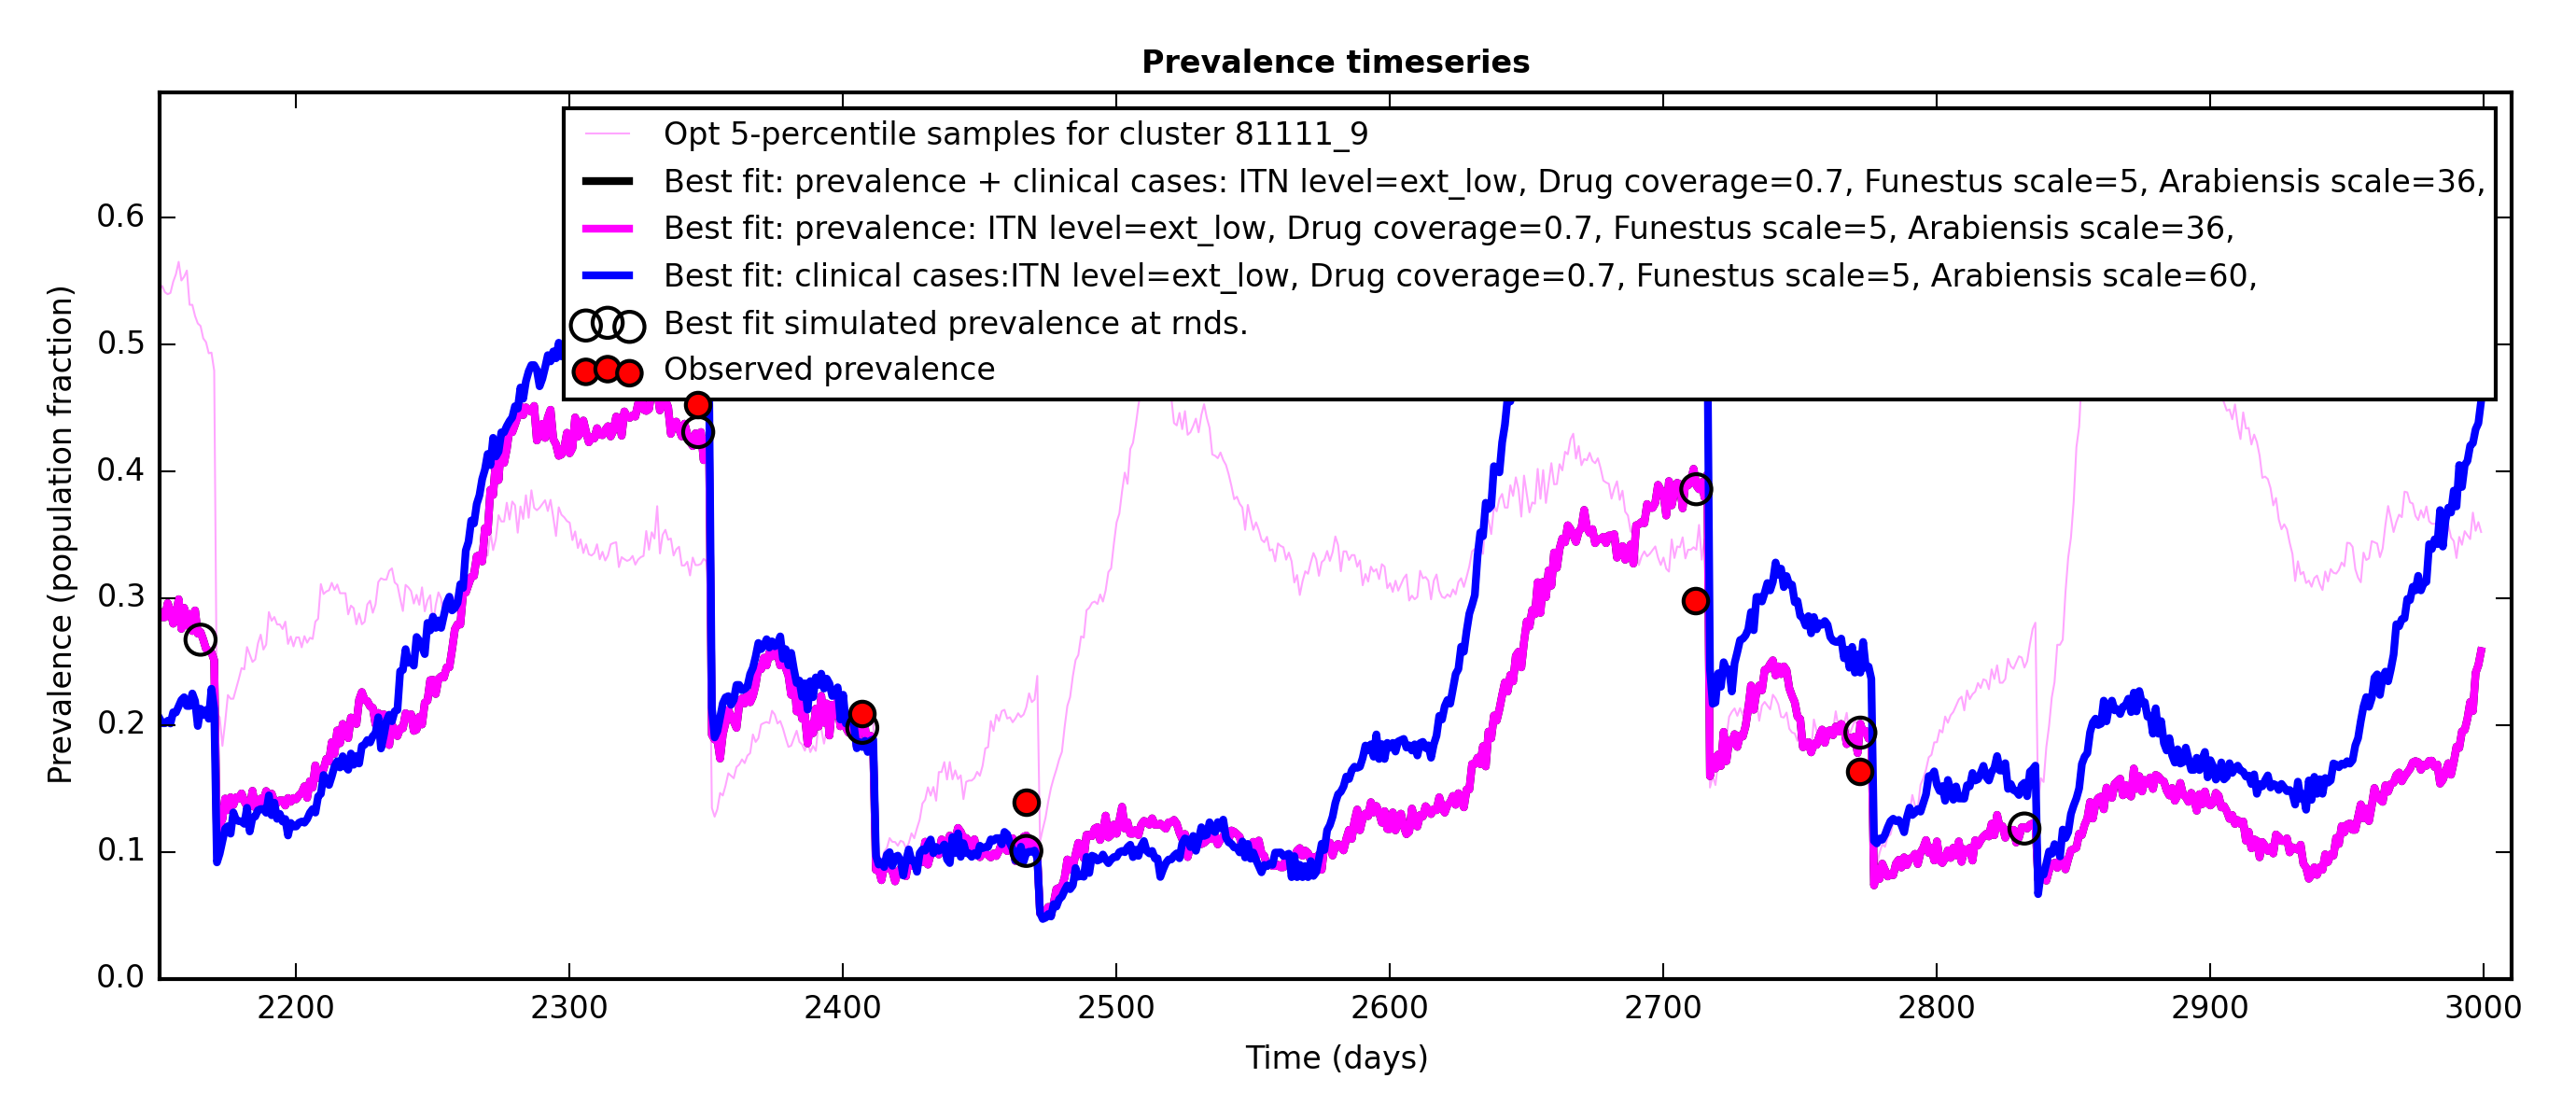 Prevalence timeseries
Opt 5-percentile samples for cluster 81111_9
Best fit: prevalence + clinical cases: ITN level=ext_low, Drug coverage=0.7, Funestus scale=5, Arabiensis scale=36,
Best fit: prevalence: ITN level=ext_low, Drug coverage=0.7, Funestus scale=5, Arabiensis scale=36,
Best fit: clinical cases:ITN level=ext_low, Drug coverage=0.7, Funestus scale=5, Arabiensis scale=60,
Best fit simulated prevalence at rnds.
Observed prevalence
Prevalence (population fraction)
0.6
0.5
0.4
0.3
0.2
0.1
0.0
2200 2300 2400 2500 2600 2700 2800 2900 3000
Time (days)